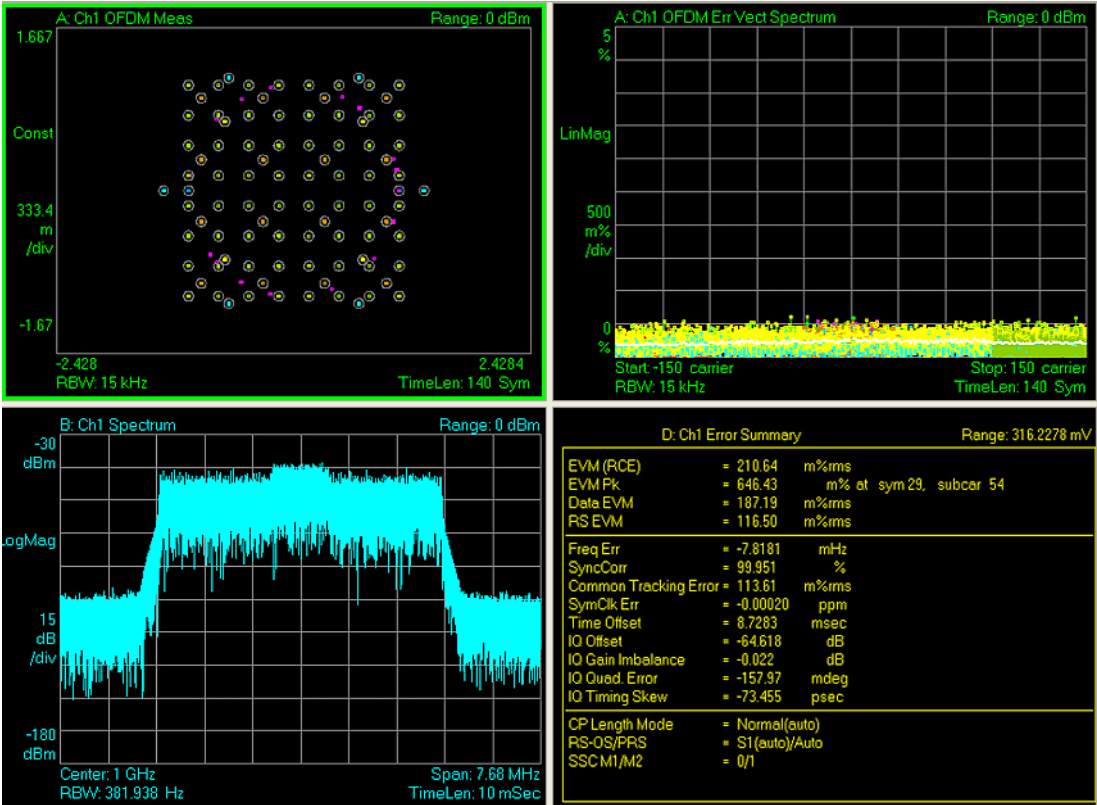 A: Ch1 OFDM Meas Range: 0 dBm
1.667
Const
333.4
m
/div
-1.67
-2.428 2.4284
RBW: 15 kHz TimeLen: 140 Sym
A: Ch1 OFDM Err Vect Spectrum Range: 0 dBm
5
%
LinMag
500
m%
/div
0
%
Start: -150 carrier Stop: 150 carrier
RBW: 15 kHz TimeLen: 140 Sym
B: Ch1 Spectrum Range: 0 dBm
-30
dBm
LogMag
15
dB
/div
-180
dBm
Center: 1 GHz Span: 7.68 MHz
RBW: 381.938 Hz TimeLen: 10 mSec
D: Ch1 Error Summary Range: 316.2278 mV
EVM (RCE) = 210.64 m%rms
EVM Pk = 646.43 m% at sym 29, subcar 54
Data EVM = 187.19 m%rms
RS EVM = 116.50 m%rms
Freq Err = -7.8181 mHz
SyncCorr = 99.951 %
Common Tracking Error = 113.61 m%rms
SymClk Err = -0.00020 ppm
Time Offset = 8.7283 msec
IQ Offset = -64.618 dB
IQ Gain Imbalance = -0.022 dB
IQ Quad. Error = -157.97 mdeg
IQ Timing Skew = -73.455 psec
CP Length Mode = Normal(auto)
RS-OS/PRS = S1(auto)/Auto
SSC M1/M2 = 0/1